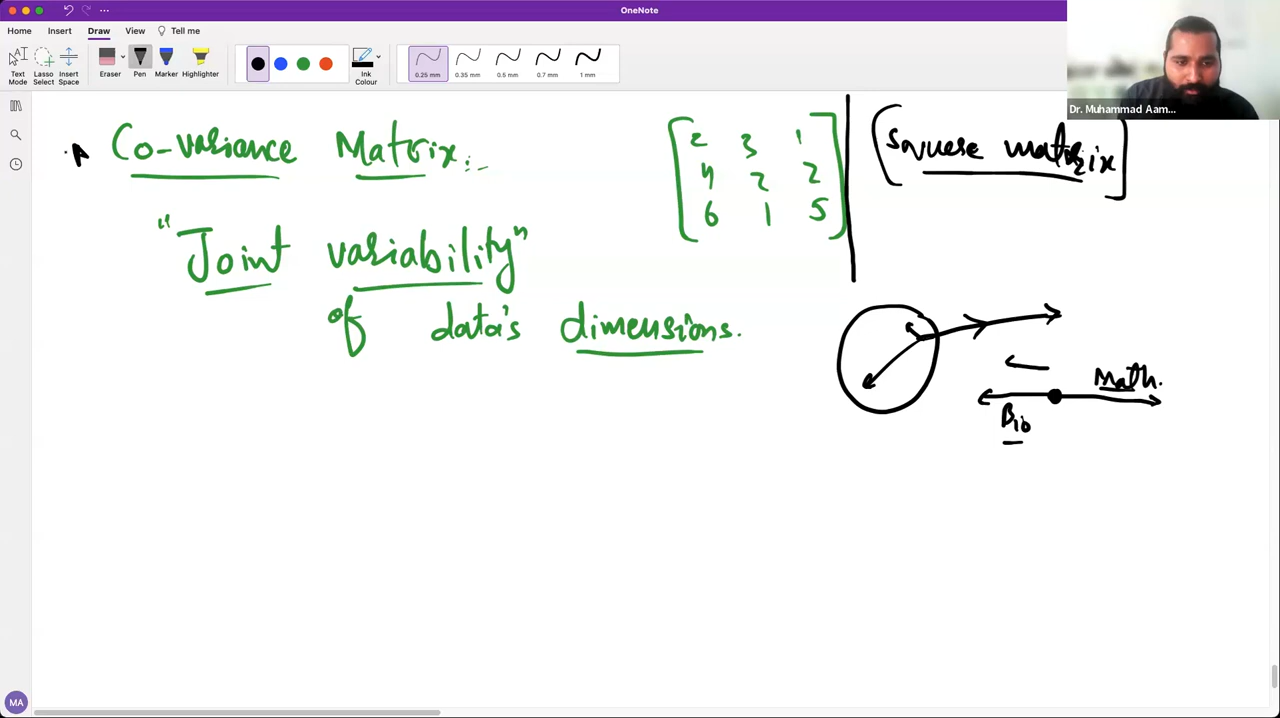 OneNote
Home Insert Draw View Tell me
Text Mode
Lasso Select
Insert Space
Eraser
Pen
Marker
Highlighter
Ink Colour
0.25 mm
0.35 mm
0.5 mm
0.7 mm
1 mm
Dr. Muhammad Aam...
Co-variance Matrix:-
"Joint variability"
of data's dimensions.
2 3 1
4 2 2
6 1 5
[Squere matrix]
Math.
Bio
MA